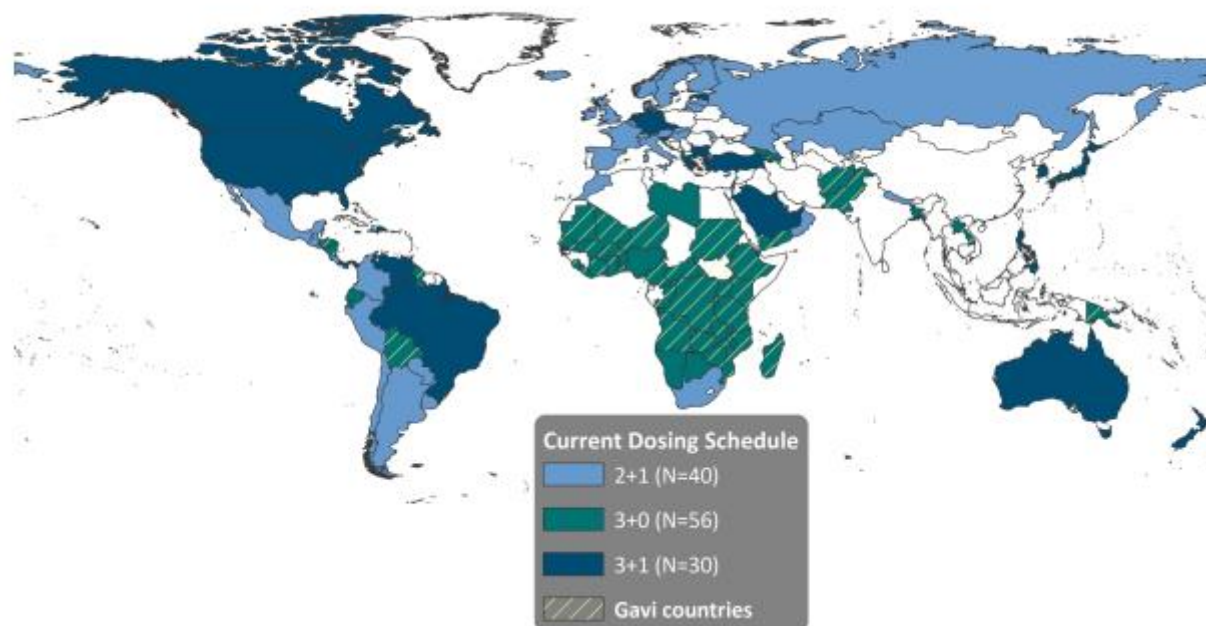 Current Dosing Schedule
2+1 (N=40)
3+0 (N=56)
3+1 (N=30)
Gavi countries